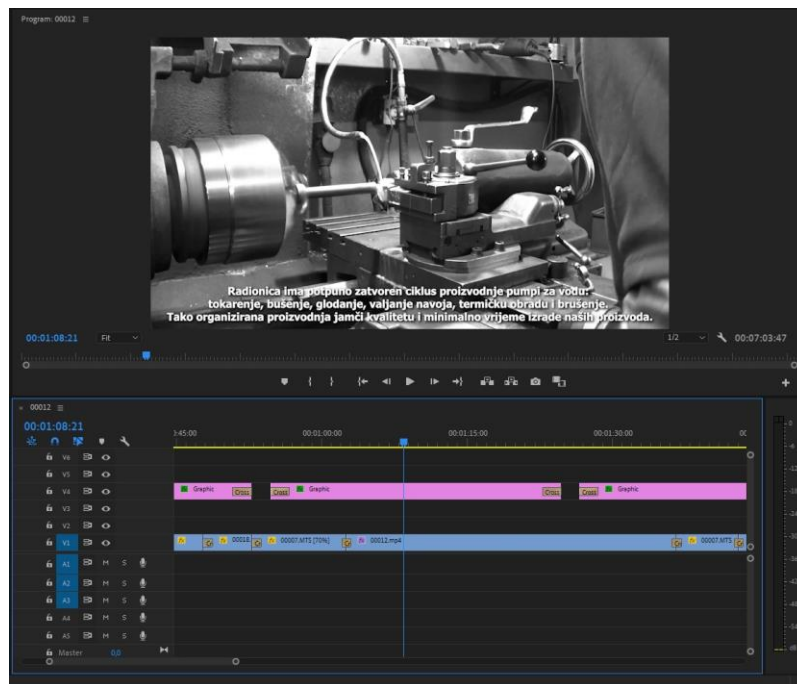 Program: 00012
Radionica ima potpuno zatvoren ciklus proizvodnje pumpi za vodu:
tokarenje, bušenje, glodanje, valjanje navoja, termičku obradu i brušenje.
Tako organizirana proizvodnja jamči kvalitetu i minimalno vrijeme izrade naših proizvoda.
00:01:08:21 Fit 1/2 00:07:03:47
× 00012
00:01:08:21
:45:00 00:01:00:00 00:01:15:00 00:01:30:00
V6
V5
V4 Graphic Cross Cross Graphic Cross Cross Graphic
V3
V2
V1 00018. 00007.MTS [70%] 00012.mp4 00007.MTS
A1 M S
A2 M S
A3 M S
A4 M S
A5 M S
Master 0,0
dB